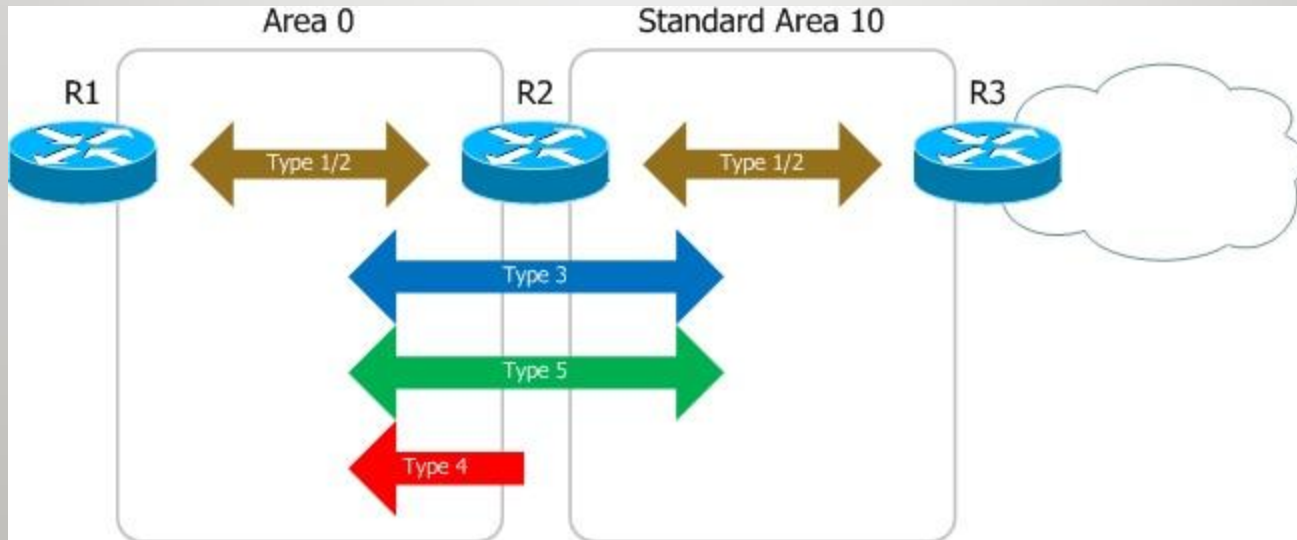 Area 0
Standard Area 10
R1
R2
R3
Type 1/2
Type 1/2
Type 3
Type 5
Type 4